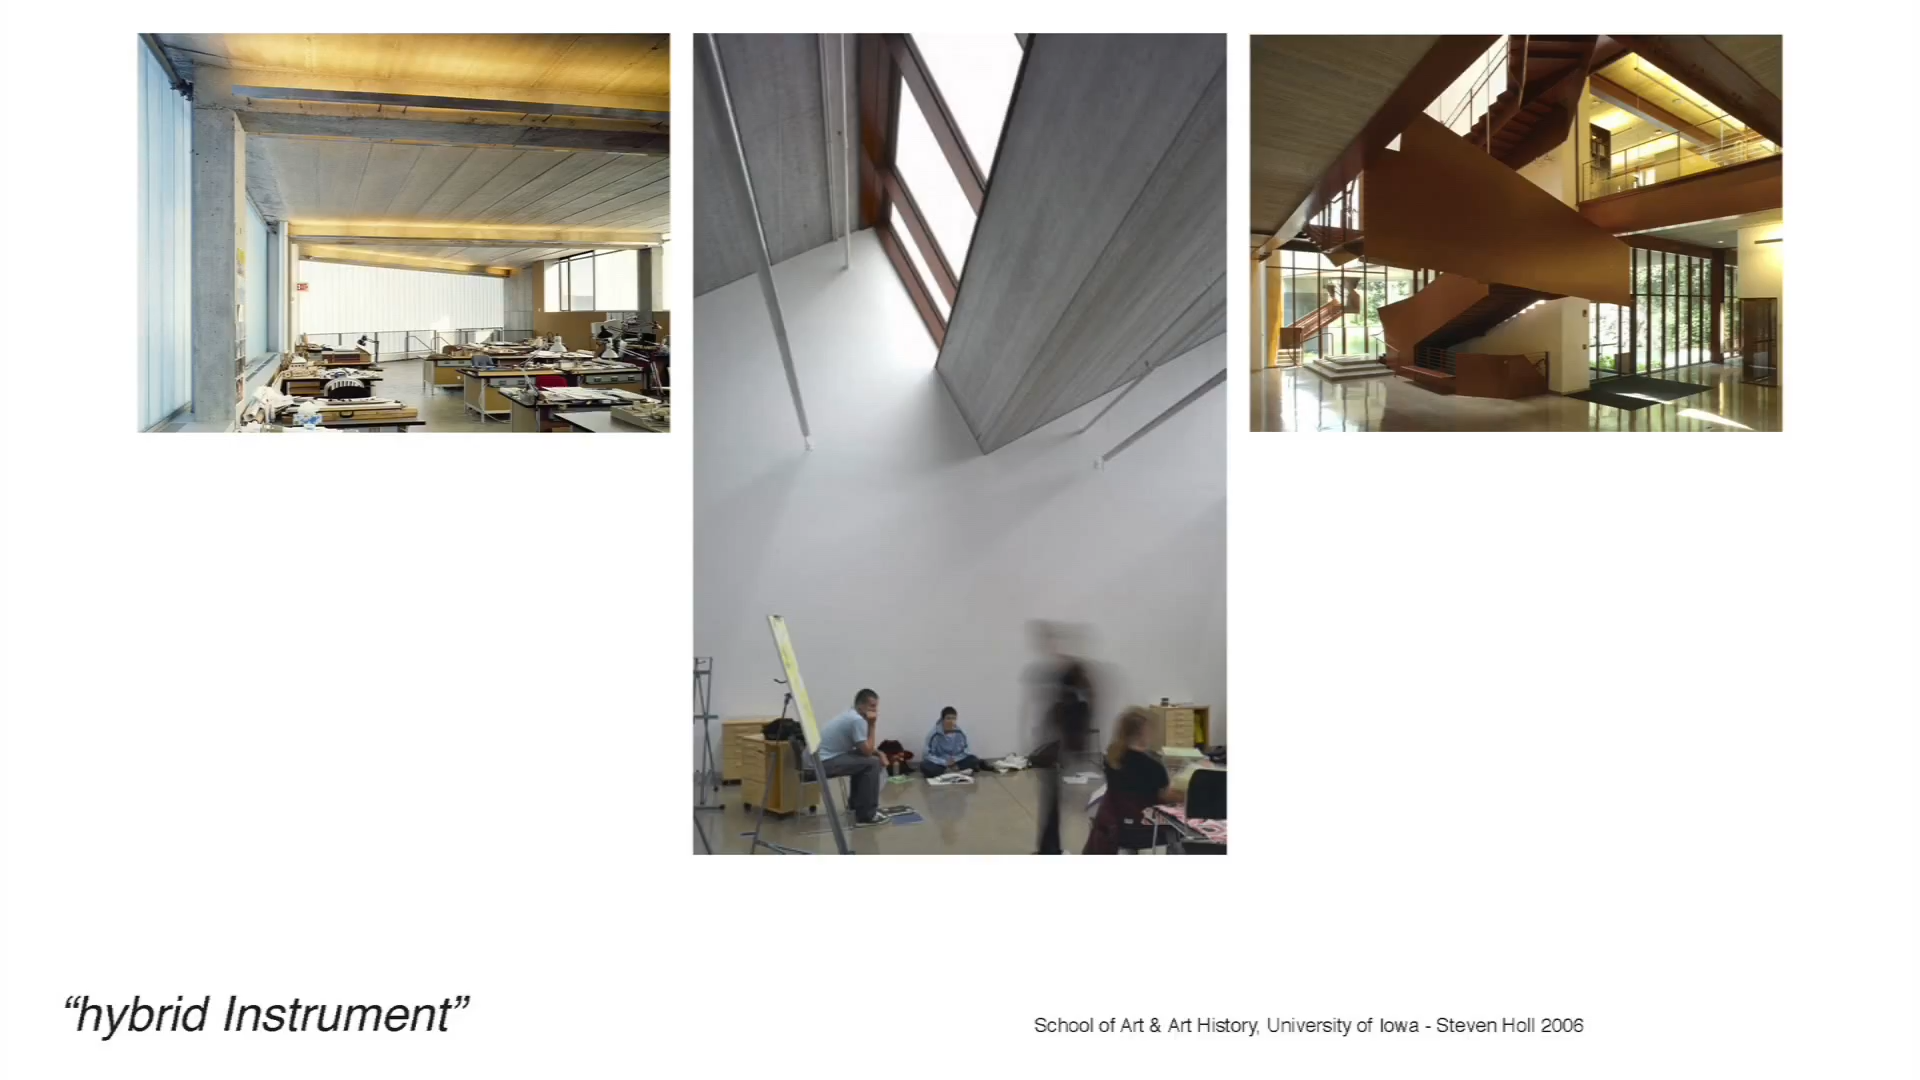 “hybrid Instrument”
School of Art & Art History, University of Iowa - Steven Holl 2006